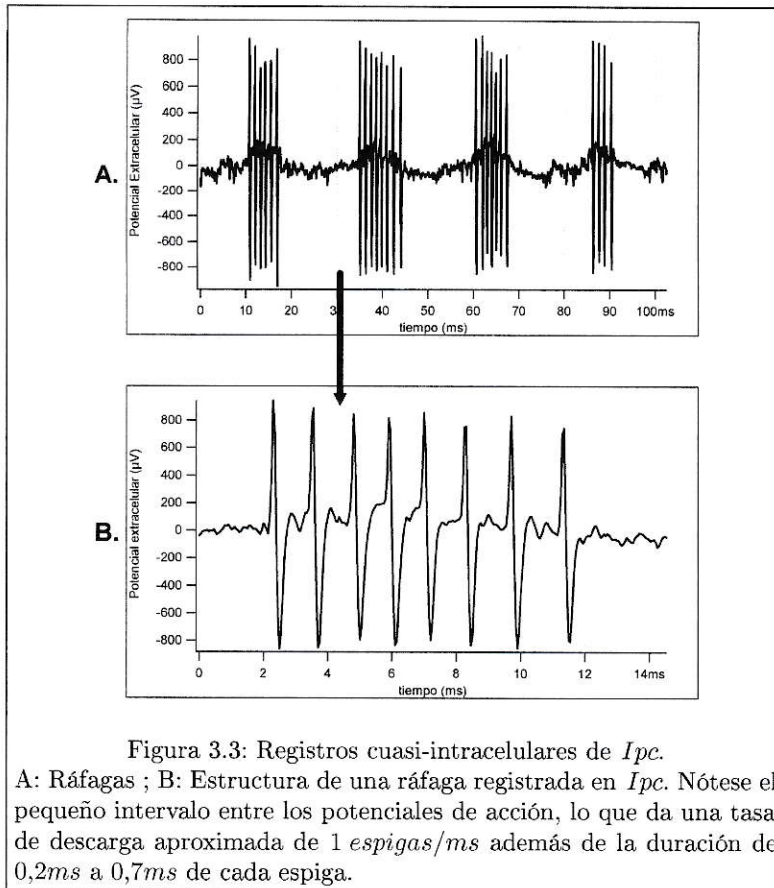 A.
Potencial Extracelular (µV)
800
600
400
200
0
-200
-400
-600
-800
0 10 20 30 40 50 60 70 80 90 100ms
tiempo (ms)
B.
Potencial extracelular (µV)
800
600
400
200
0
-200
-400
-600
-800
0 2 4 6 8 10 12 14ms
tiempo (ms)
Figura 3.3: Registros cuasi-intracelulares de Ipc.
A: Ráfagas ; B: Estructura de una ráfaga registrada en Ipc. Nótese el
pequeño intervalo entre los potenciales de acción, lo que da una tasa
de descarga aproximada de 1 espigas/ms además de la duración de
0,2ms a 0,7ms de cada espiga.